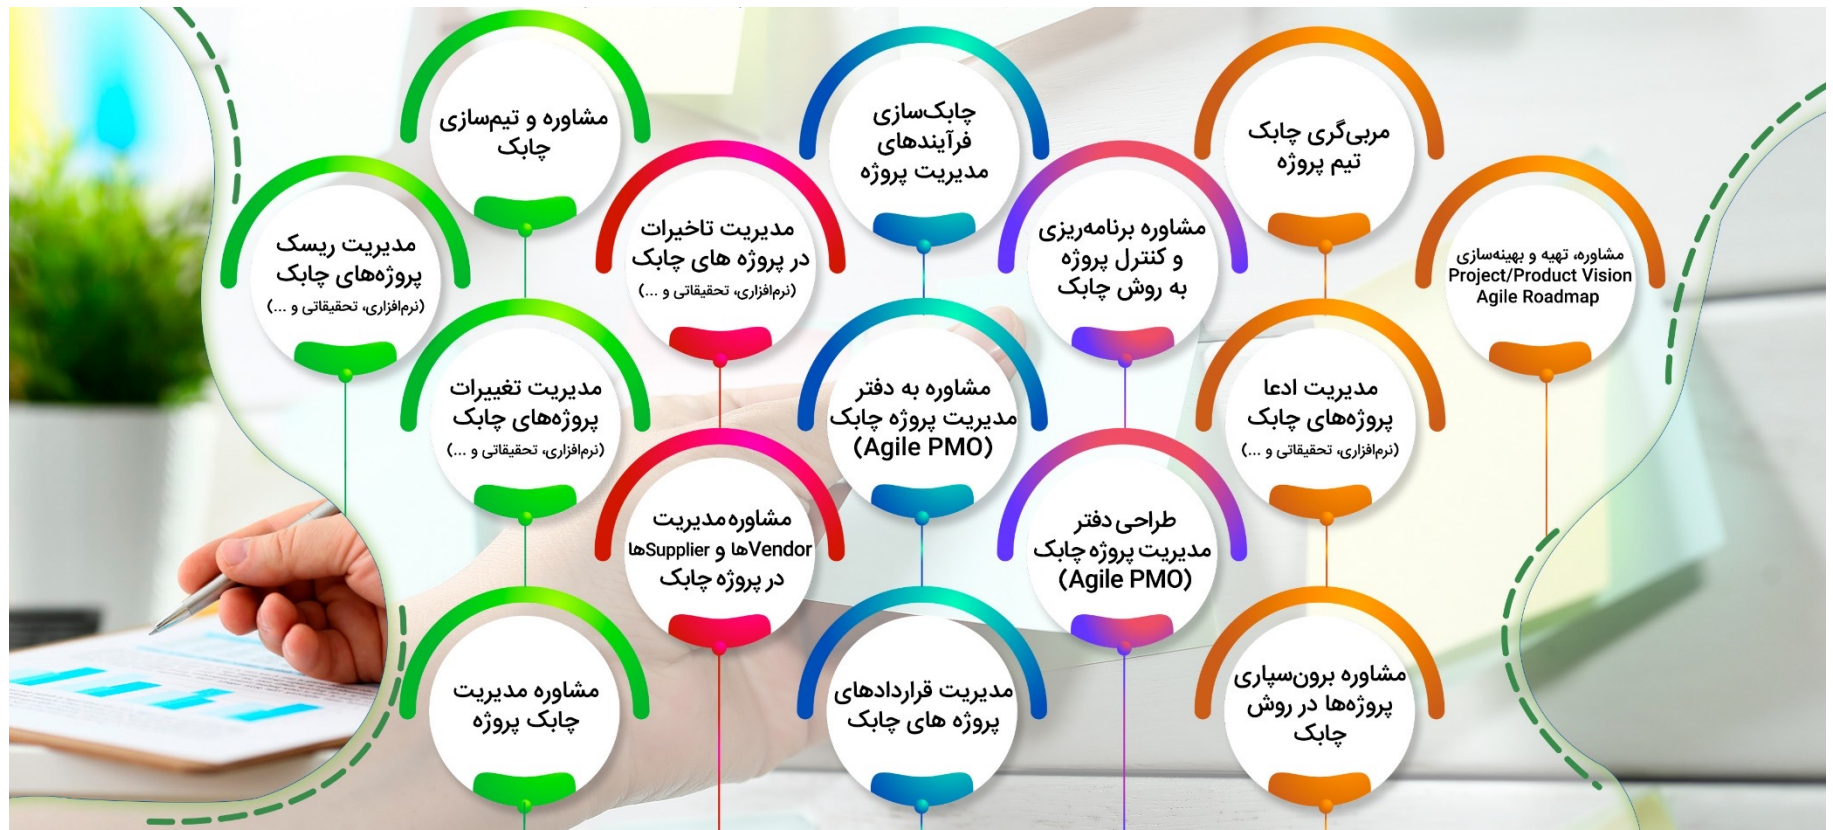 مشاوره، تهیه و بهینه‌سازی
Project/Product Vision
Agile Roadmap
مربی‌گری چابک
تیم پروژه
مدیریت ادعا
پروژه‌های چابک
(نرم‌افزاری، تحقیقاتی و ...)
مشاوره برون‌سپاری
پروژه‌ها در روش
چابک
مشاوره برنامه‌ریزی
و کنترل پروژه
به روش چابک
طراحی دفتر
مدیریت پروژه چابک
(Agile PMO)
چابک‌سازی
فرآیندهای
مدیریت پروژه
مشاوره به دفتر
مدیریت پروژه چابک
(Agile PMO)
مدیریت قراردادهای
پروژه های چابک
مدیریت تاخیرات
در پروژه های چابک
(نرم‌افزاری، تحقیقاتی و ...)
مشاوره مدیریت
Vendorها و Supplierها
در پروژه چابک
مشاوره و تیم‌سازی
چابک
مدیریت تغییرات
پروژه‌های چابک
(نرم‌افزاری، تحقیقاتی و ...)
مشاوره مدیریت
چابک پروژه
مدیریت ریسک
پروژه‌های چابک
(نرم‌افزاری، تحقیقاتی و ...)